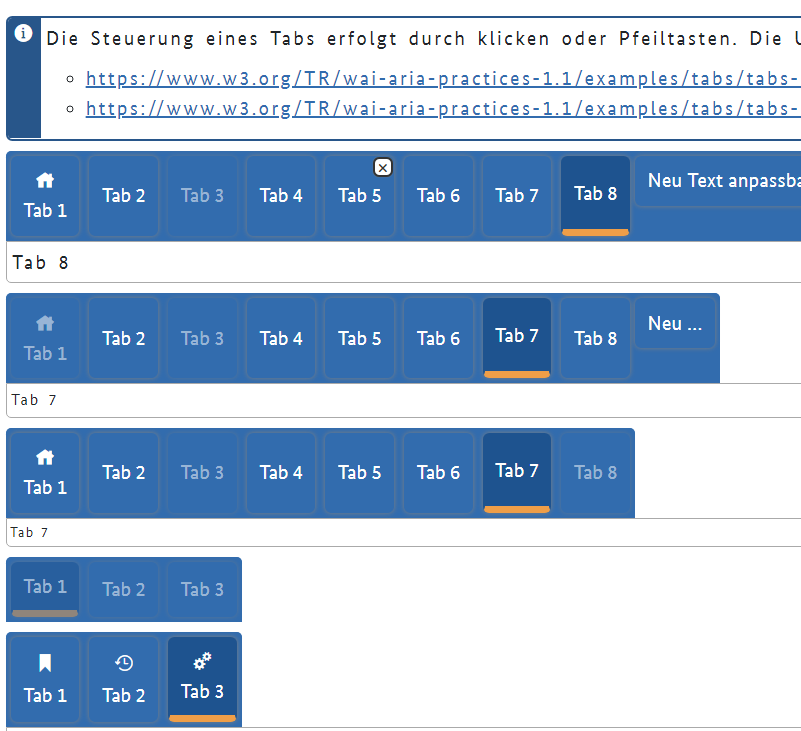 Die Steuerung eines Tabs erfolgt durch klicken oder Pfeiltasten. Die
https://www.w3.org/TR/wai-aria-practices-1.1/examples/tabs/tabs-
https://www.w3.org/TR/wai-aria-practices-1.1/examples/tabs/tabs-
Tab 1 Tab 2 Tab 3 Tab 4 Tab 5 Tab 6 Tab 7 Tab 8 Neu Text
Tab 8
Tab 1 Tab 2 Tab 3 Tab 4 Tab 5 Tab 6 Tab 7 Tab 8 Neu ...
Tab 7
Tab 1 Tab 2 Tab 3 Tab 4 Tab 5 Tab 6 Tab 7 Tab 8
Tab 7
Tab 1 Tab 2 Tab 3
Tab 1 Tab 2 Tab 3